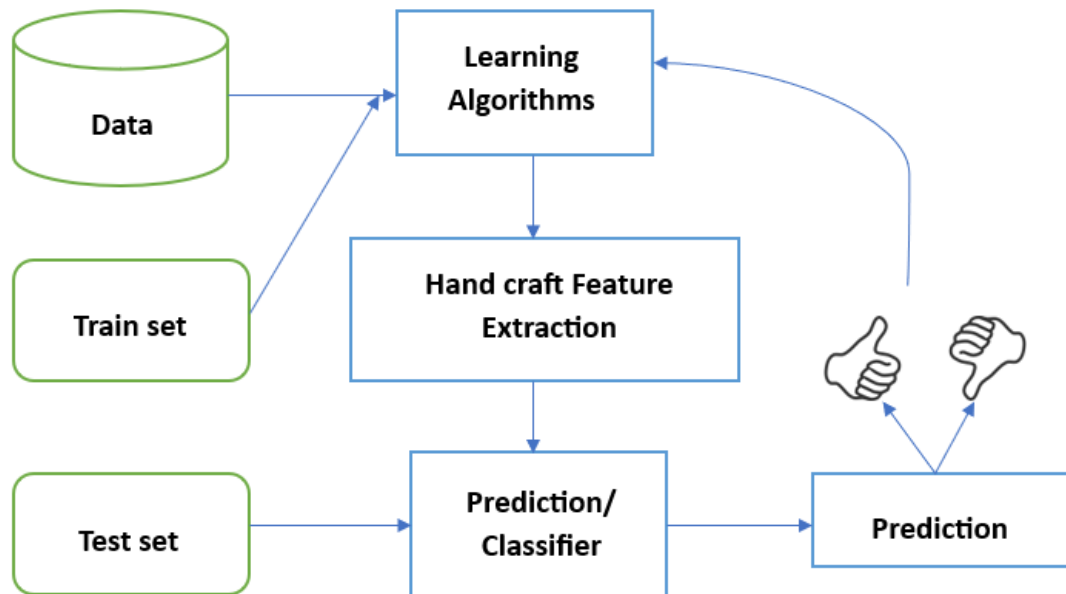 Learning
Algorithms
Data
Hand craft Feature
Extraction
Train set
Prediction/
Classifier
Prediction
Test set